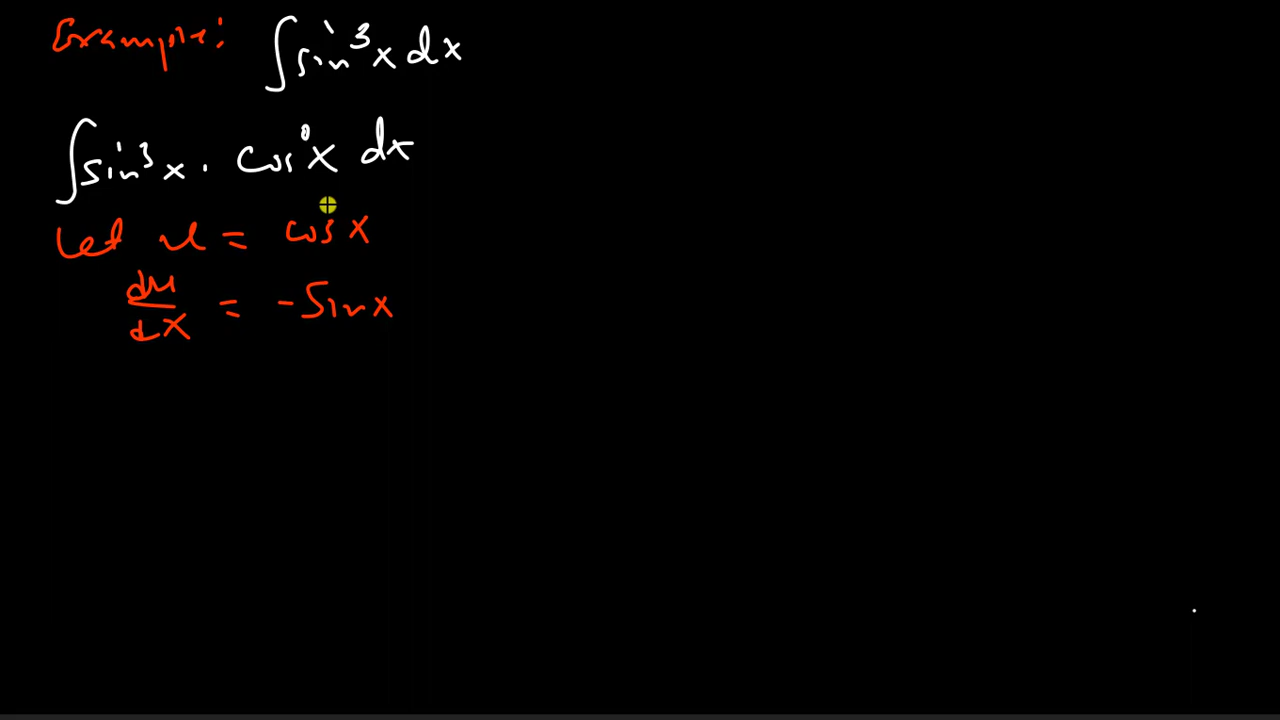 Example: ∫sin³x dx
∫sin³x · cos⁰x dx
Let u = cos x
du/dx = -Sin x